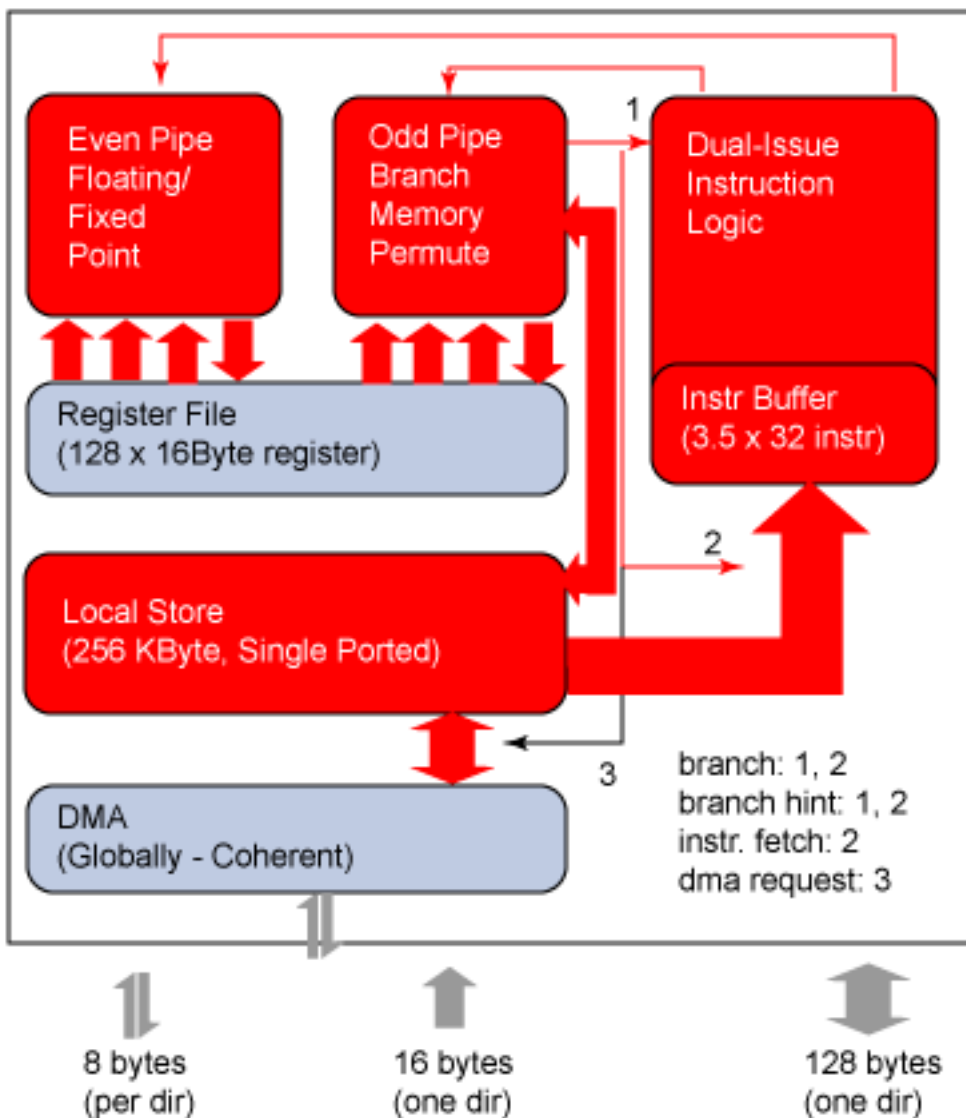 Even Pipe
Floating/
Fixed
Point
Odd Pipe
Branch
Memory
Permute
1
Dual-Issue
Instruction
Logic
Register File
(128 x 16Byte register)
Instr Buffer
(3.5 x 32 instr)
2
Local Store
(256 KByte, Single Ported)
3
DMA
(Globally - Coherent)
branch: 1, 2
branch hint: 1, 2
instr. fetch: 2
dma request: 3
8 bytes
(per dir)
16 bytes
(one dir)
128 bytes
(one dir)